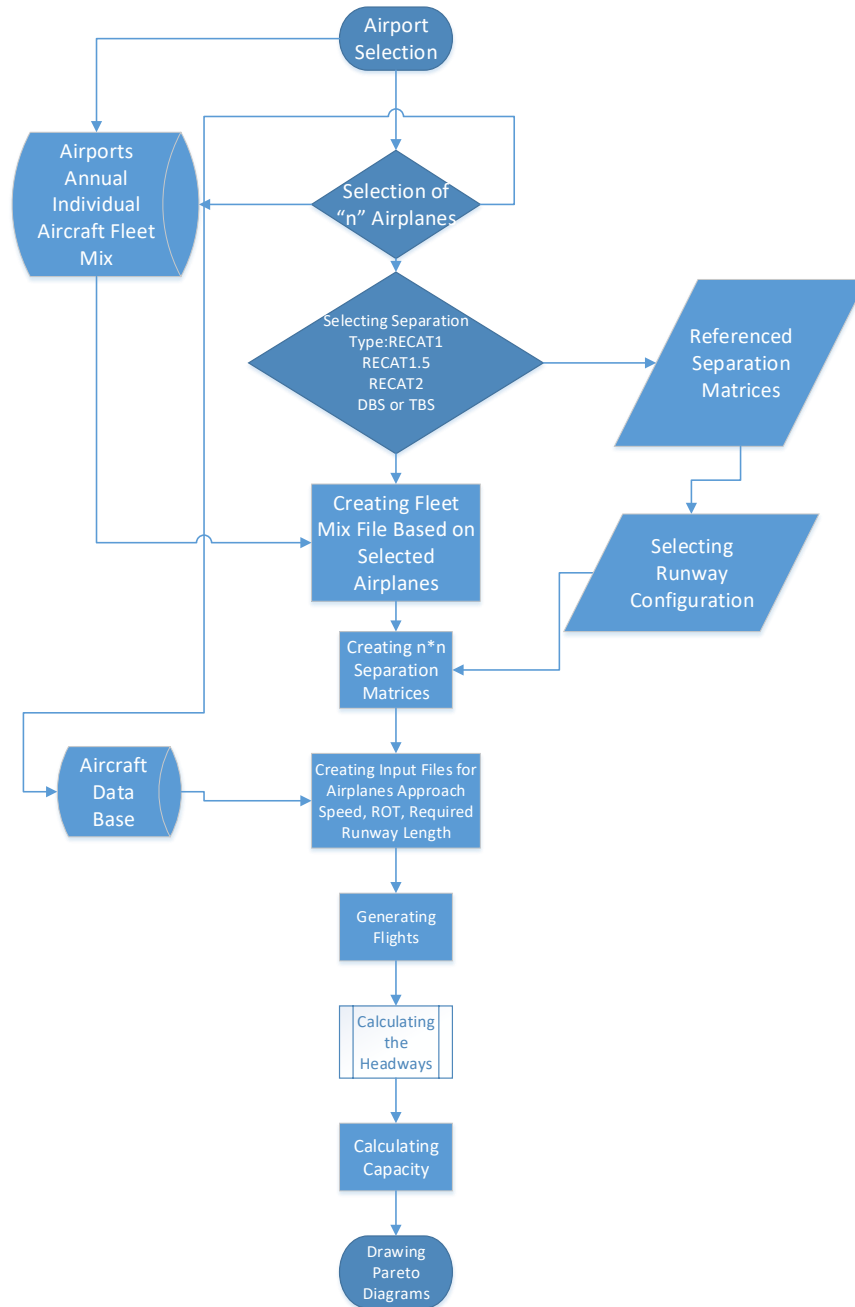 Airport
Selection
Airports
Annual
Individual
Aircraft Fleet
Mix
Selection of
“n” Airplanes
Selecting Separation
Type:RECAT1
RECAT1.5
RECAT2
DBS or TBS
Referenced
Separation
Matrices
Creating Fleet
Mix File Based on
Selected
Airplanes
Selecting
Runway
Configuration
Creating n*n
Separation
Matrices
Aircraft
Data
Base
Creating Input Files for
Airplanes Approach
Speed, ROT, Required
Runway Length
Generating
Flights
Calculating
the
Headways
Calculating
Capacity
Drawing
Pareto
Diagrams